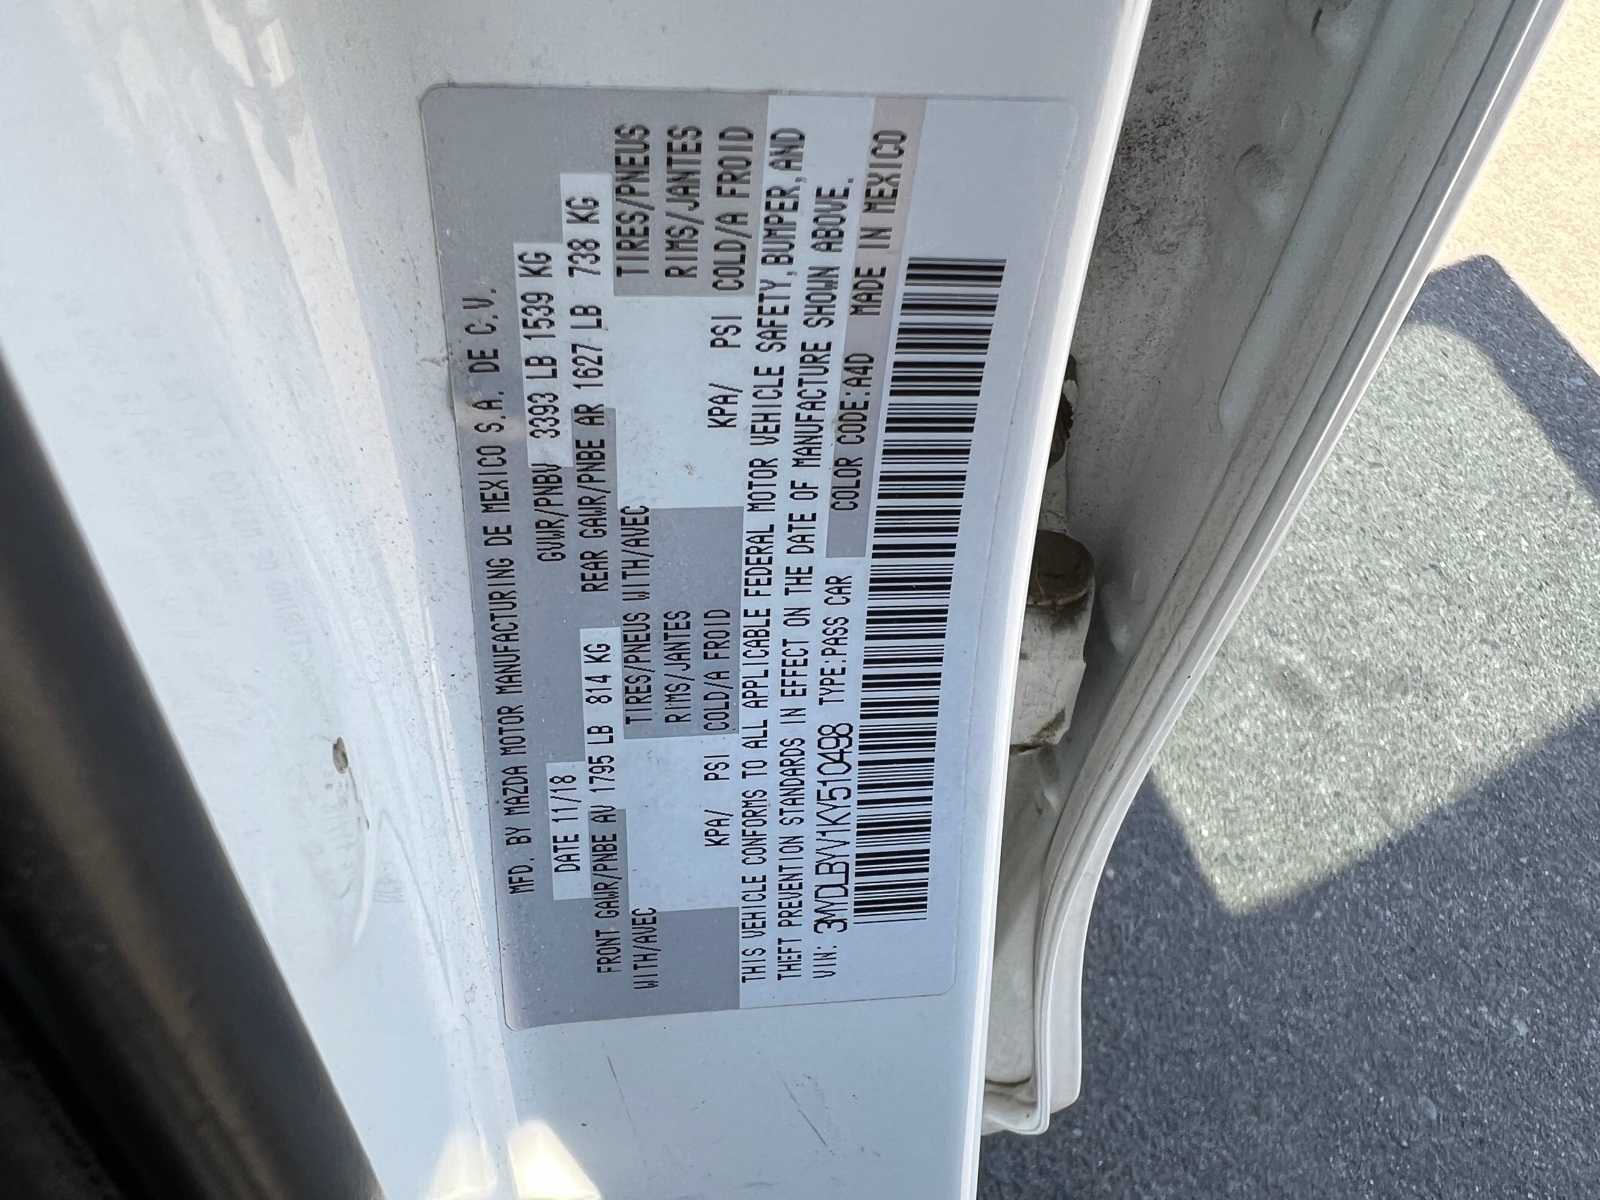 MFD. BY MAZDA MOTOR MANUFACTURING DE MEXICO S.A. DE C.V.
DATE 11/18 GVWR/PNBV 3393 LB 1539 KG
FRONT GAWR/PNBE AV 1795 LB 814 KG REAR GAWR/PNBE AR 1627 LB 738 KG
WITH/AVEC TIRES/PNEUS WITH/AVEC TIRES/PNEUS
RIMS/JANTES RIMS/JANTES
KPA/ PSI COLD/A FROID KPA/ PSI COLD/A FROID
THIS VEHICLE CONFORMS TO ALL APPLICABLE FEDERAL MOTOR VEHICLE SAFETY, BUMPER, AND
THEFT PREVENTION STANDARDS IN EFFECT ON THE DATE OF MANUFACTURE SHOWN ABOVE.
VIN: 3MYDLBYV1KY510498 TYPE:PASS CAR COLOR CODE:A4D MADE IN MEXICO